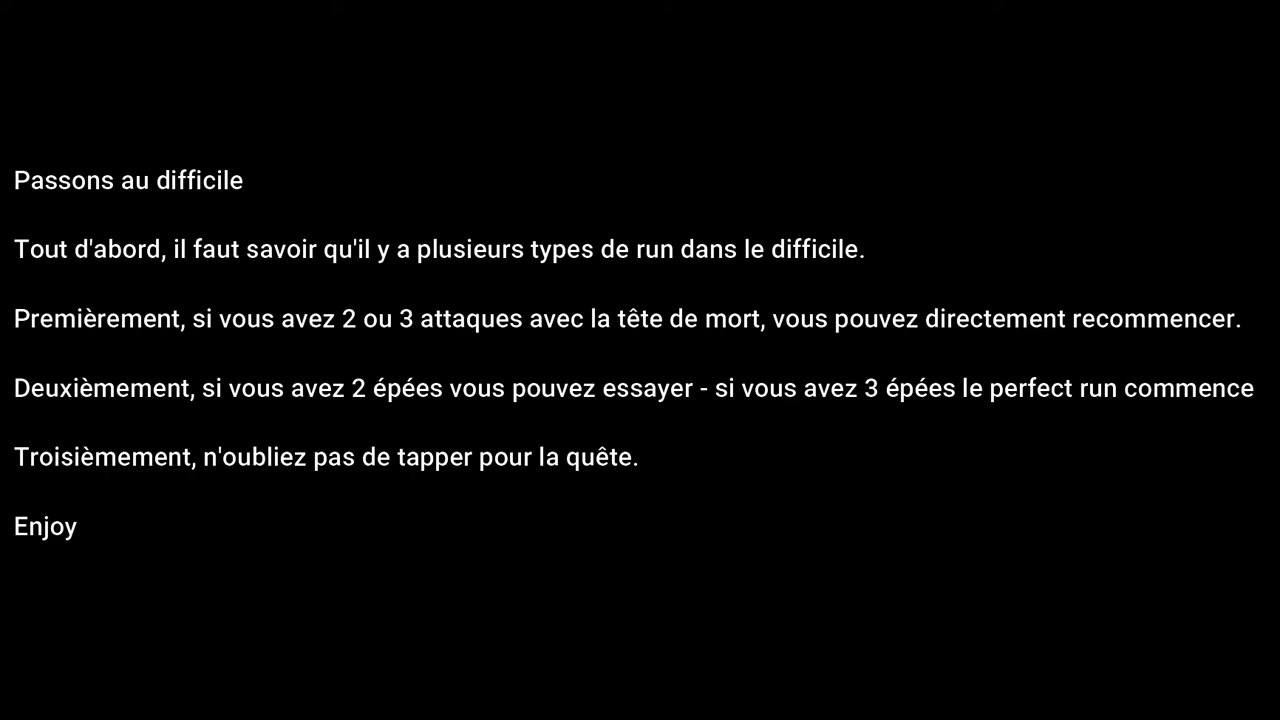 Passons au difficile
Tout d'abord, il faut savoir qu'il y a plusieurs types de run dans le difficile.
Premièrement, si vous avez 2 ou 3 attaques avec la tête de mort, vous pouvez directement recommencer.
Deuxièmement, si vous avez 2 épées vous pouvez essayer - si vous avez 3 épées le perfect run commence
Troisièmement, n'oubliez pas de tapper pour la quête.
Enjoy